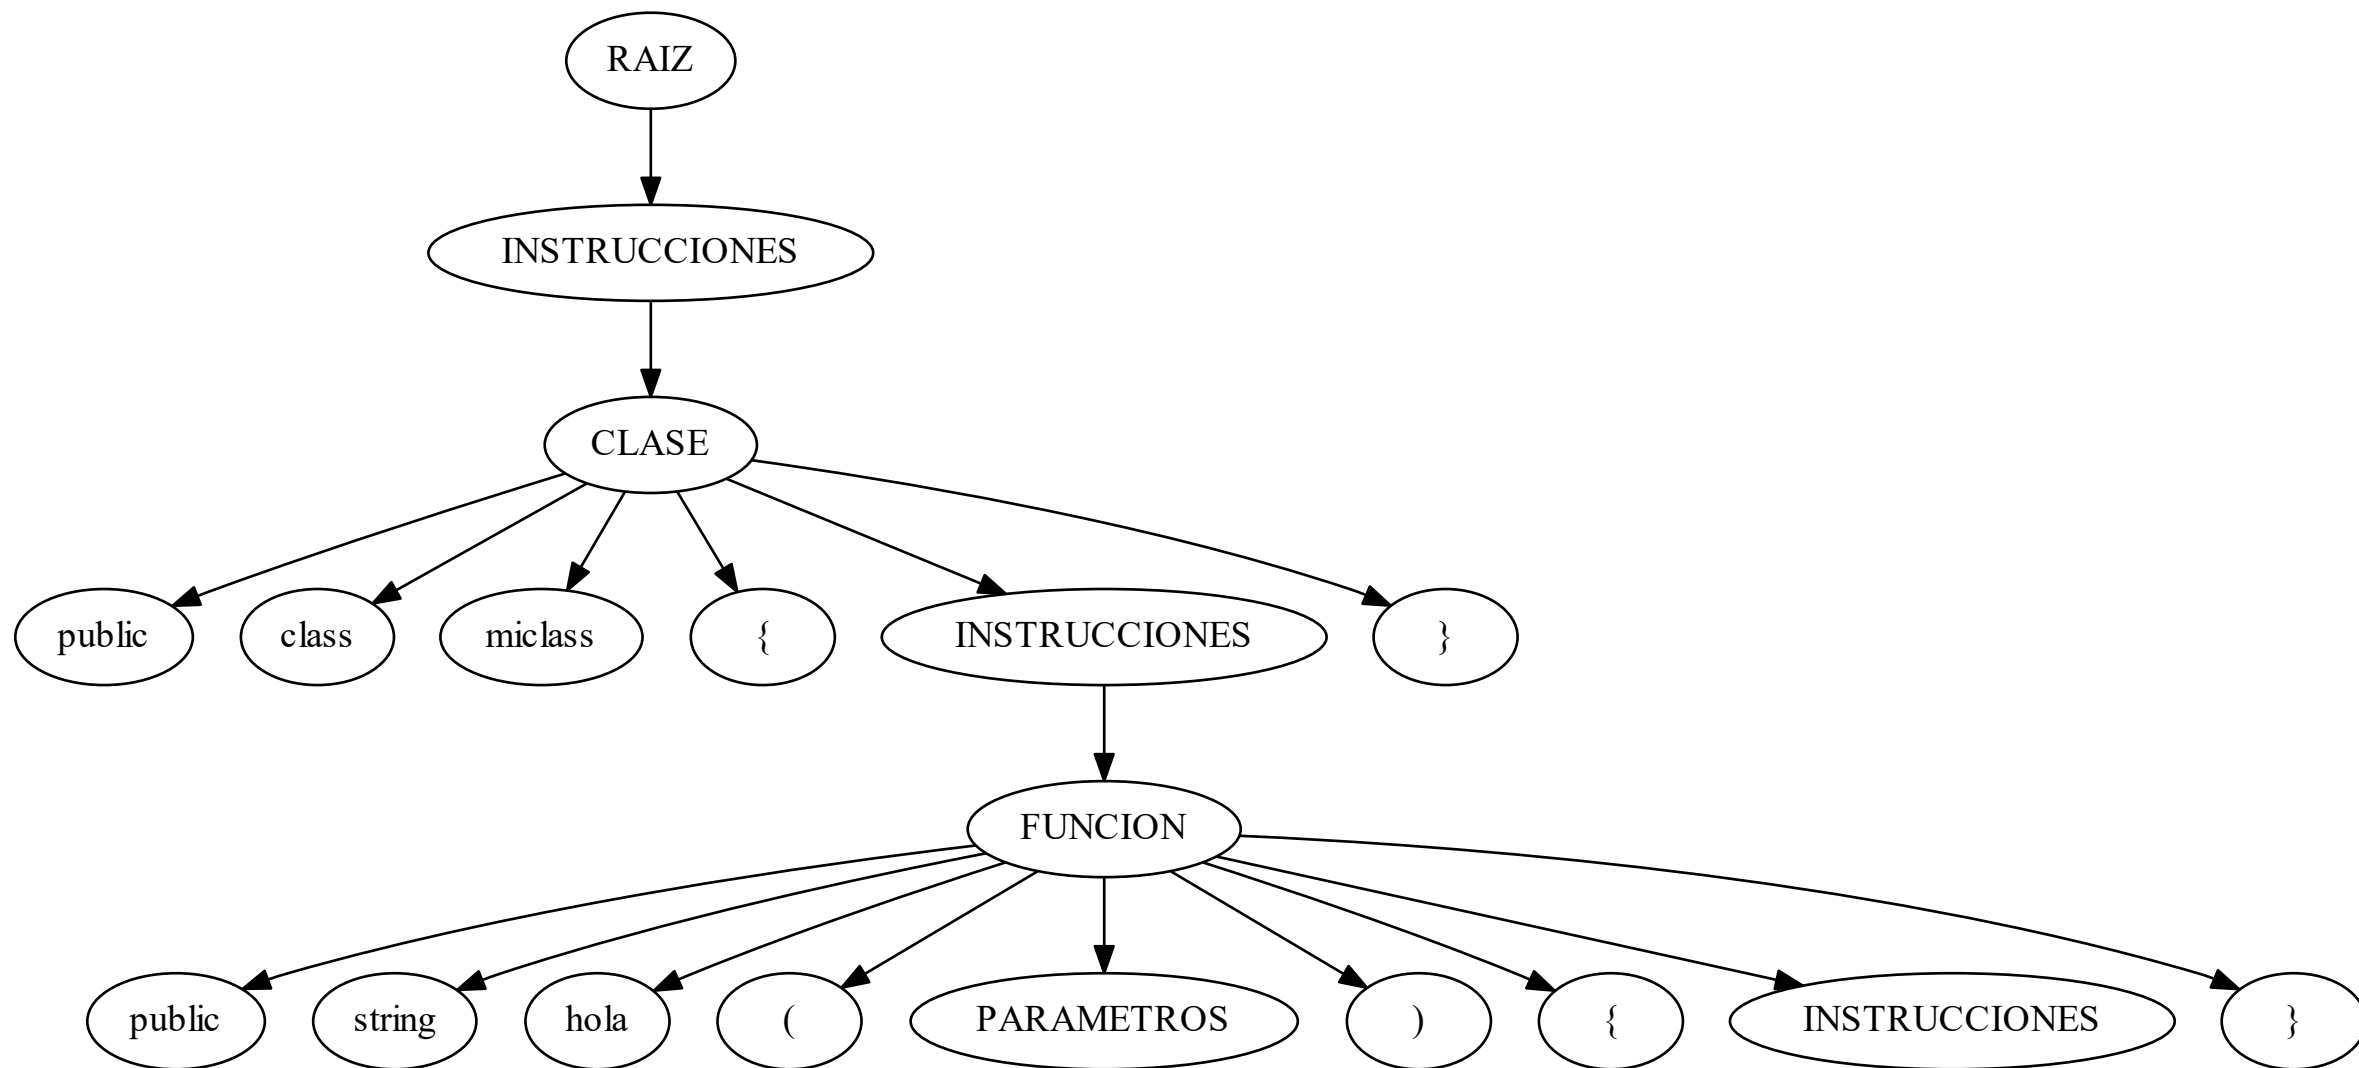 RAIZ
INSTRUCCIONES
CLASE
public class miclass { INSTRUCCIONES }
FUNCION
public string hola ( PARAMETROS ) { INSTRUCCIONES }